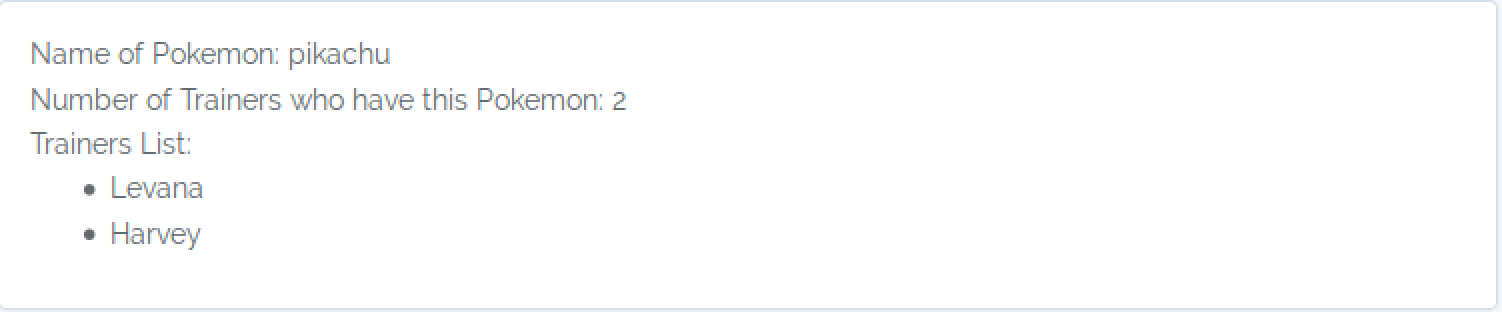 Name of Pokemon: pikachu
Number of Trainers who have this Pokemon: 2
Trainers List:
• Levana
• Harvey